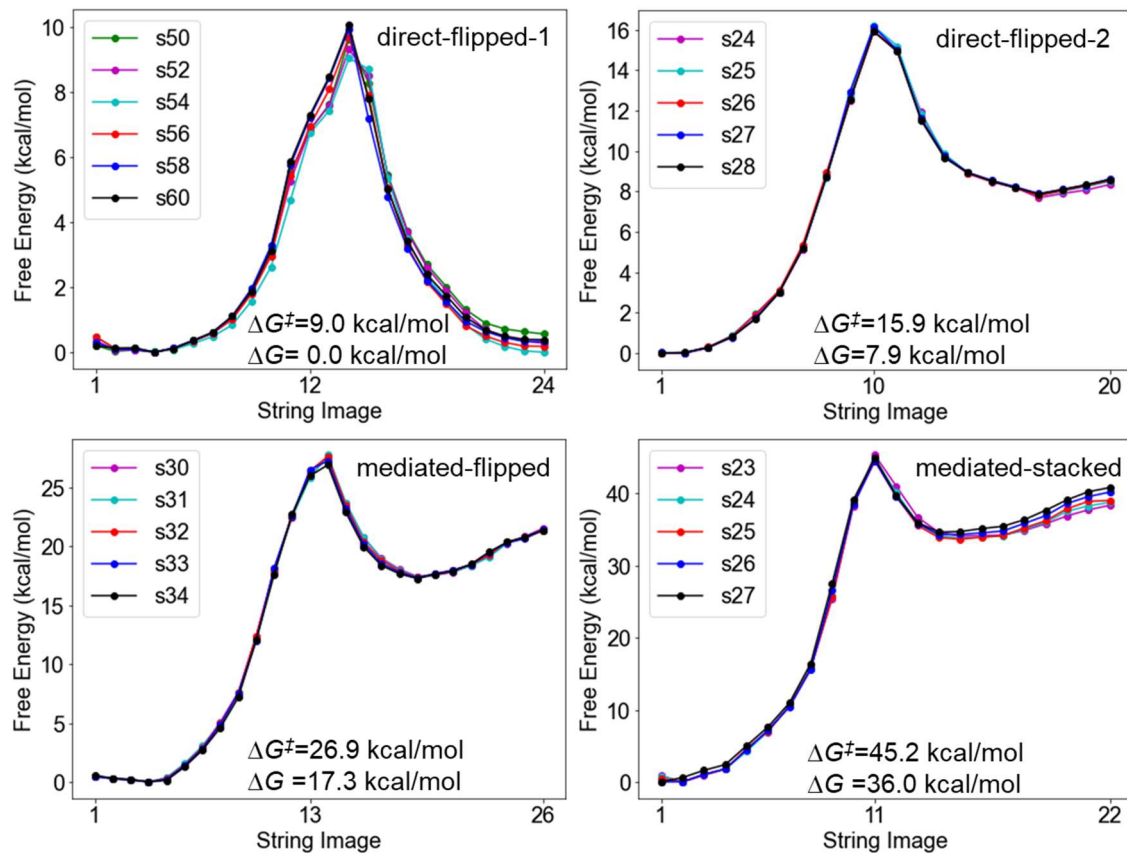 direct-flipped-1
Free Energy (kcal/mol)
10
8
6
4
2
0
s50
s52
s54
s56
s58
s60
ΔG‡=9.0 kcal/mol
ΔG= 0.0 kcal/mol
1
12
24
String Image
direct-flipped-2
Free Energy (kcal/mol)
16
14
12
10
8
6
4
2
0
s24
s25
s26
s27
s28
ΔG‡=15.9 kcal/mol
ΔG=7.9 kcal/mol
1
10
20
String Image
mediated-flipped
Free Energy (kcal/mol)
25
20
15
10
5
0
s30
s31
s32
s33
s34
ΔG‡=26.9 kcal/mol
ΔG =17.3 kcal/mol
1
13
26
String Image
mediated-stacked
Free Energy (kcal/mol)
40
30
20
10
0
s23
s24
s25
s26
s27
ΔG‡=45.2 kcal/mol
ΔG =36.0 kcal/mol
1
11
22
String Image